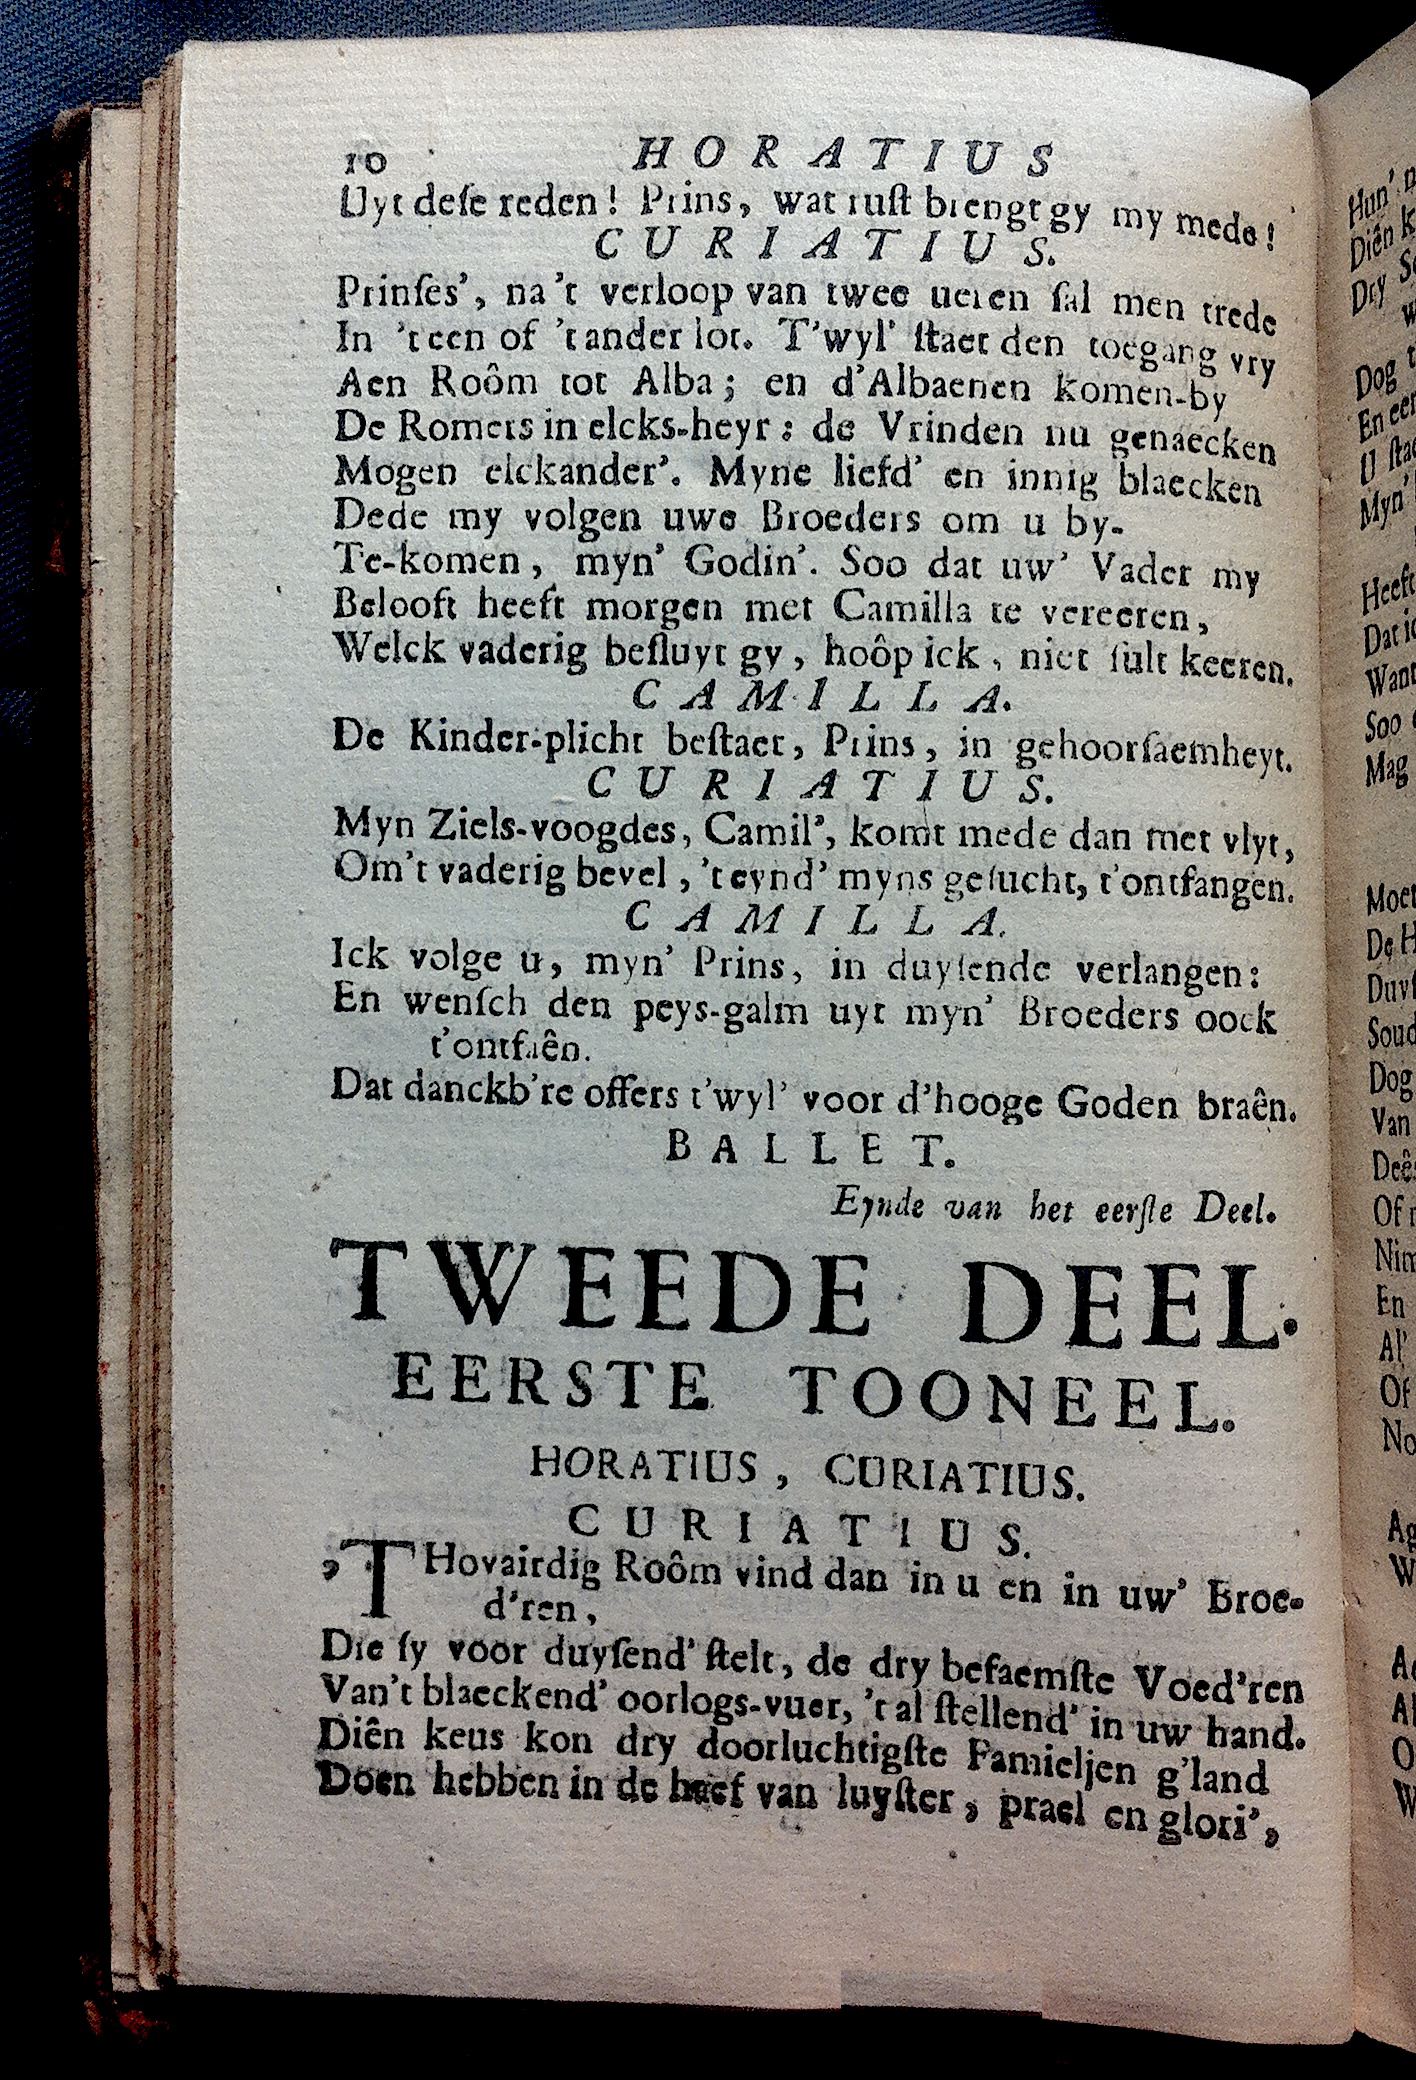 10 HORATIUS
Uyt deſe reden! Prins, wat ruſt brengt gy my mede!
CURIATIUS.
Prinſes', na 't verloop van twee ueren ſal men trede
In 't een of 't ander lot. T'wyl' ſtaet den toegang vry
Aen Roôm tot Alba; en d'Albaenen komen-by
De Romers in elcks-heyr: de Vrinden nu genaecken
Mogen elckander'. Myne liefd' en innig blaecken
Dede my volgen uwe Broeders om u by-
Te-komen, myn' Godin'. Soo dat uw' Vader my
Belooft heeft morgen met Camilla te vereeren,
Welck vaderig beſluyt gy, hoôp ick, niet ſult keeren.
CAMILLA.
De Kinder-plicht beſtaet, Prins, in gehoorſaemheyt.
CURIATIUS.
Myn Ziels-voogdes, Camil', komt mede dan met vlyt,
Om't vaderig bevel, 't eynd' myns geſucht, t'ontfangen.
CAMILLA.
Ick volge u, myn' Prins, in duyſende verlangen:
En wenſch den peys-galm uyt myn' Broeders oock
t'ontfaên.
Dat danckb're offers t'wyl' voor d'hooge Goden braên.
BALLET.
Eynde van het eerſte Deel.
TWEEDE DEEL.
EERSTE TOONEEL.
HORATIUS, CURIATIUS.
CURIATIUS.
'THovairdig Roôm vind dan in u en in uw' Broe-
d'ren,
Die ſy voor duyſend' ſtelt, de dry befaemſte Voed'ren
Van't blaeckend' oorlogs-vuer, 't al ſtellend' in uw hand.
Diên keus kon dry doorluchtigſte Famieljen g'land
Doen hebben in de heef van luyſter, prael en glori',